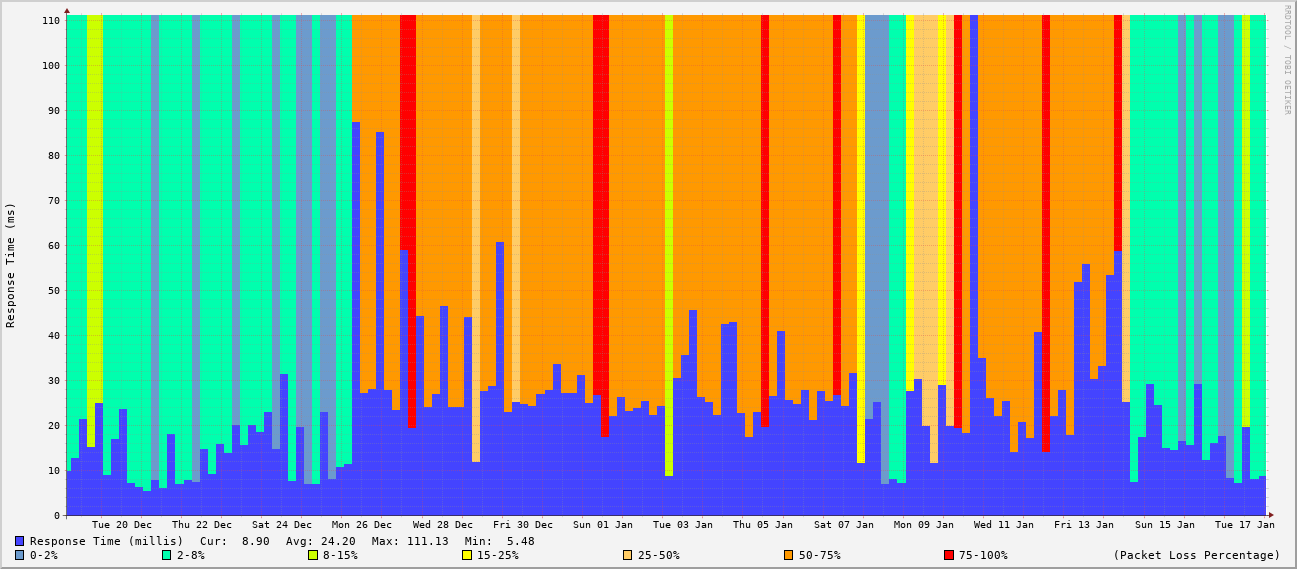 RRDTOOL / TOBI OETIKER
Response Time (ms)
110
100
90
80
70
60
50
40
30
20
10
0
Tue 20 Dec Thu 22 Dec Sat 24 Dec Mon 26 Dec Wed 28 Dec Fri 30 Dec Sun 01 Jan Tue 03 Jan Thu 05 Jan Sat 07 Jan Mon 09 Jan Wed 11 Jan Fri 13 Jan Sun 15 Jan Tue 17 Jan
Response Time (millis) Cur: 8.90 Avg: 24.20 Max: 111.13 Min: 5.48
0-2% 2-8% 8-15% 15-25% 25-50% 50-75% 75-100% (Packet Loss Percentage)